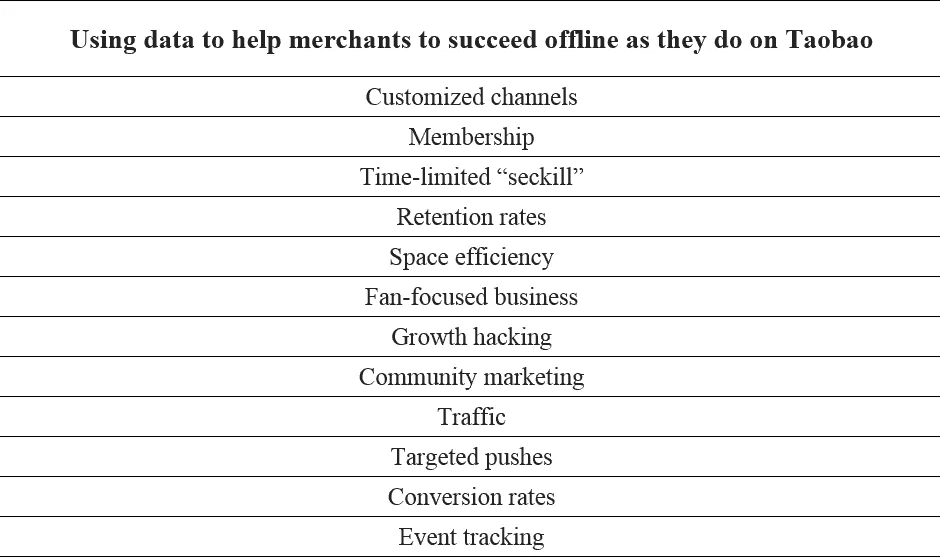 Using data to help merchants to succeed offline as they do on Taobao
Customized channels
Membership
Time-limited “seckill”
Retention rates
Space efficiency
Fan-focused business
Growth hacking
Community marketing
Traffic
Targeted pushes
Conversion rates
Event tracking